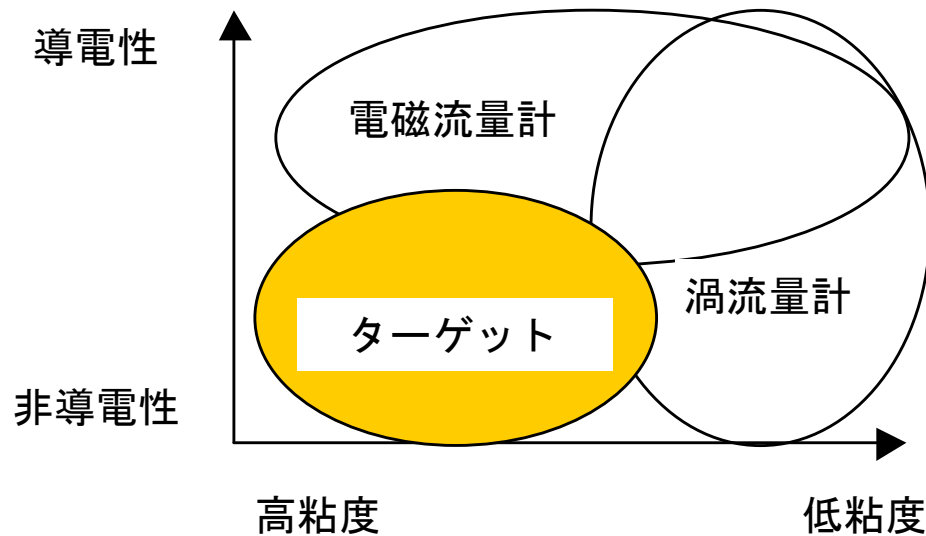 導電性
電磁流量計
渦流量計
ターゲット
非導電性
高粘度
低粘度